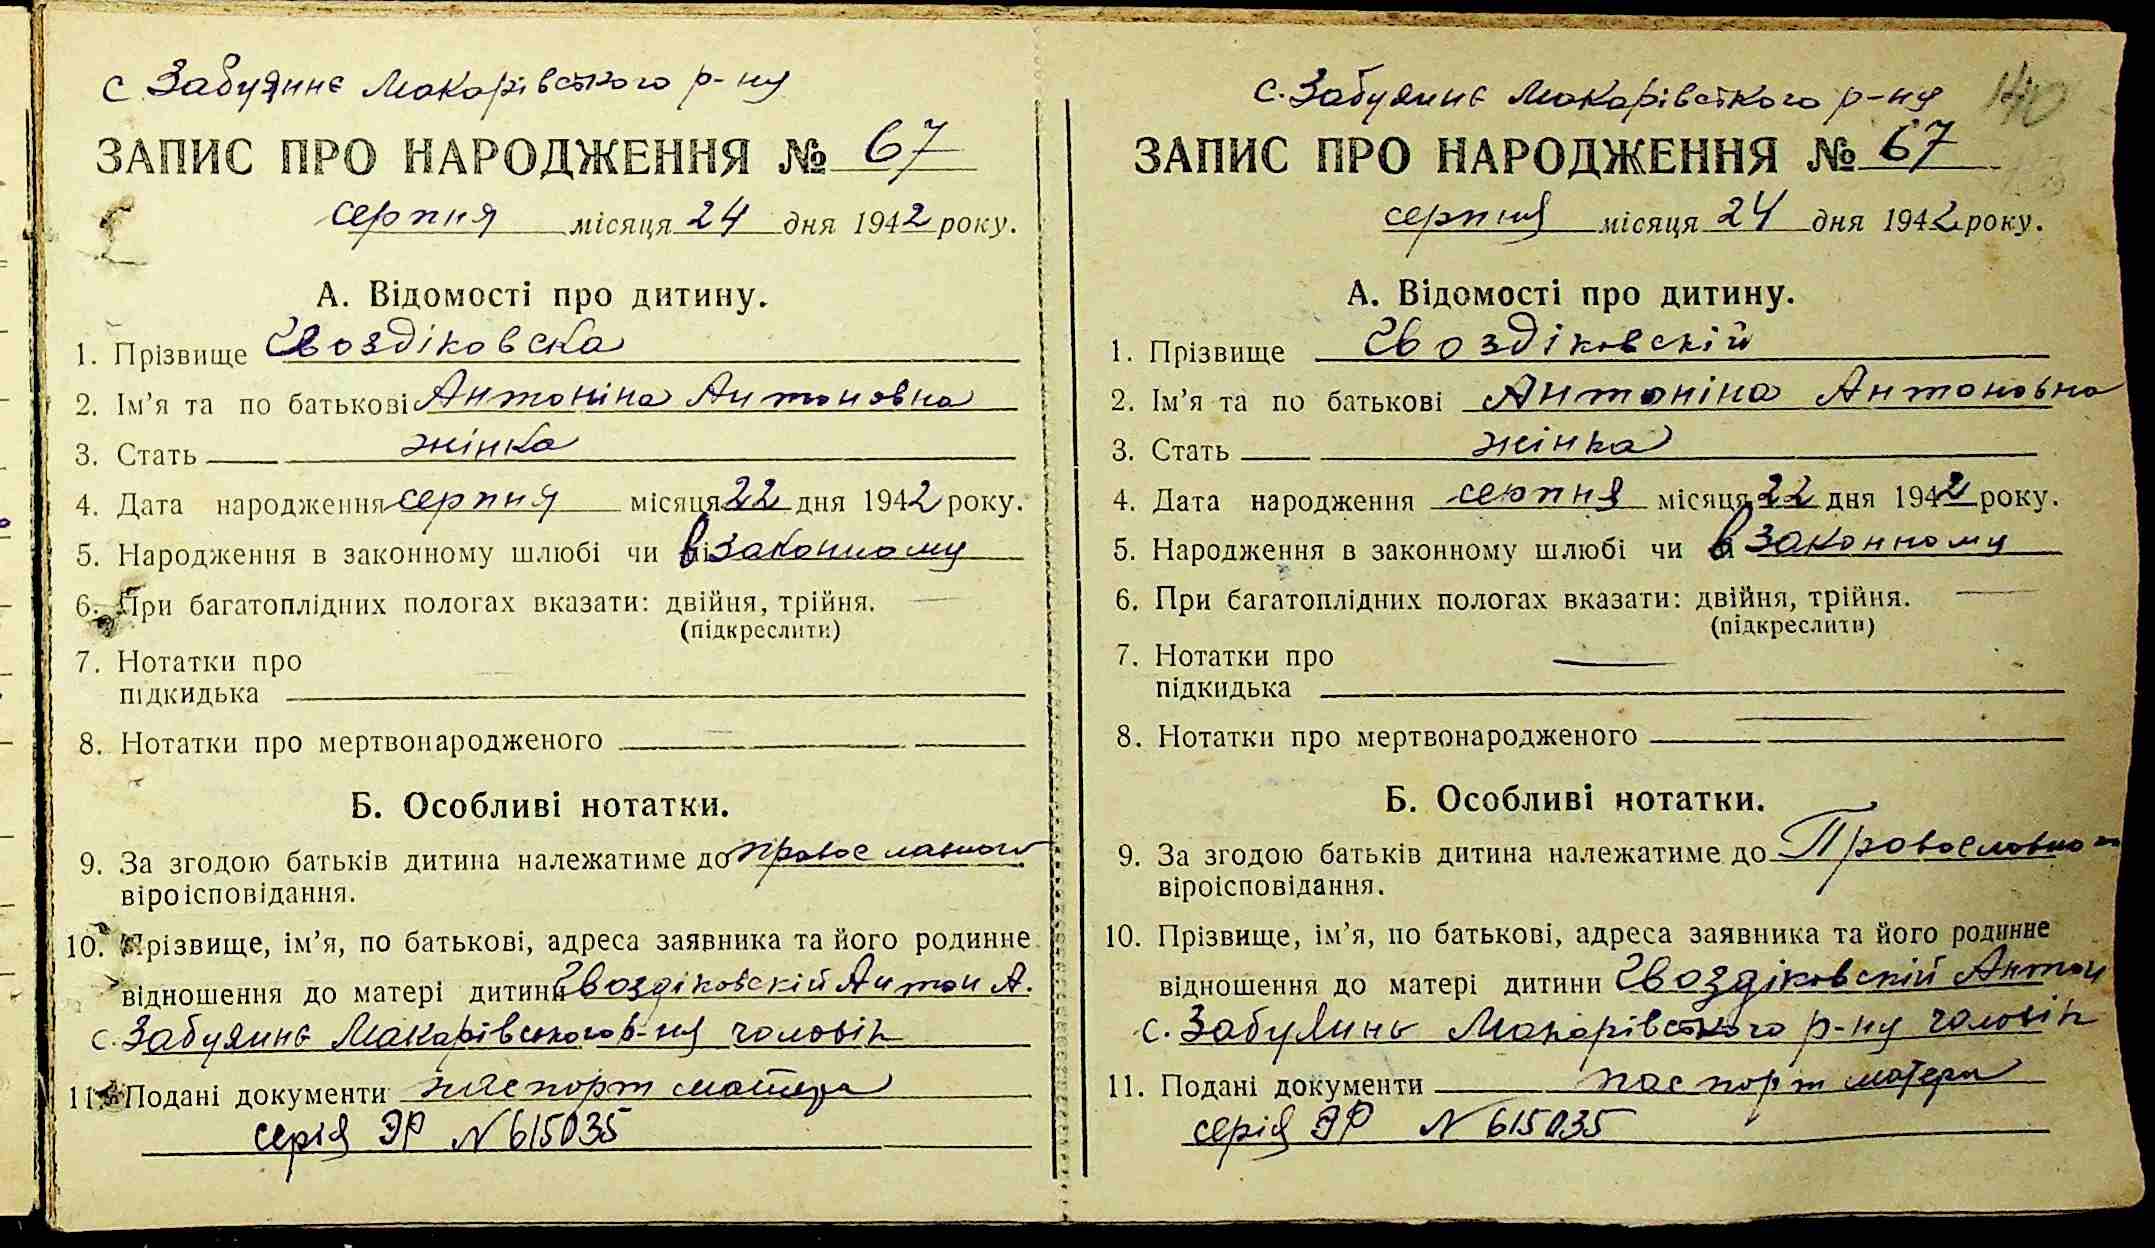 с. Забуяннє Макарівського р-ну
ЗАПИС ПРО НАРОДЖЕННЯ № 67
серпня місяця 24 дня 1942 року.
А. Відомості про дитину.
1. Прізвище Гвоздіковска
2. Ім’я та по батькові Антоніна Антоновна
3. Стать жінка
4. Дата народження серпня місяця 22 дня 1942 року.
5. Народження в законному шлюбі чи ні в законному
6. При багатоплідних пологах вказати: двійня, трійня.
(підкреслити)
7. Нотатки про
підкидька
8. Нотатки про мертвонародженого
Б. Особливі нотатки.
9. За згодою батьків дитина належатиме до православного
віроісповідання.
10. Прізвище, ім’я, по батькові, адреса заявника та його родинне
відношення до матері дитини Гвоздіковскій Антон А.
с. Забуяннє Макарівського р-ну чоловік
11. Подані документи паспорт матера
серія ЭР № 615035
с. Забуяннє Макарівсткого р-ну 140
ЗАПИС ПРО НАРОДЖЕННЯ № 67
серпня місяця 24 дня 1942 року.
А. Відомості про дитину.
1. Прізвище Гвоздіковскій
2. Ім’я та по батькові Антоніна Антоновна
3. Стать жінка
4. Дата народження серпня місяця 22 дня 1942 року.
5. Народження в законному шлюбі чи в законному
6. При багатоплідних пологах вказати: двійня, трійня.
(підкреслити)
7. Нотатки про
підкидька
8. Нотатки про мертвонародженого
Б. Особливі нотатки.
9. За згодою батьків дитина належатиме до Православного
віроісповідання.
10. Прізвище, ім’я, по батькові, адреса заявника та його родинне
відношення до матері дитини Гвоздіковскій Антон
с. Забуяннє Макарівсткого р-ну чоловік
11. Подані документи паспорт матери
серія ЭР № 615035